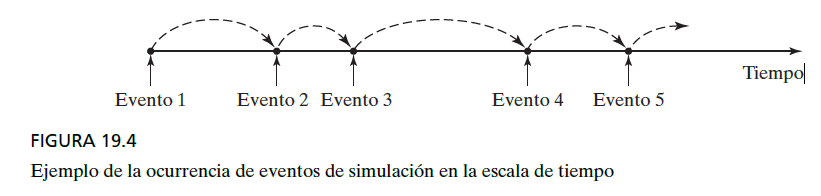 Tiempo
Evento 1 Evento 2 Evento 3 Evento 4 Evento 5
FIGURA 19.4
Ejemplo de la ocurrencia de eventos de simulación en la escala de tiempo